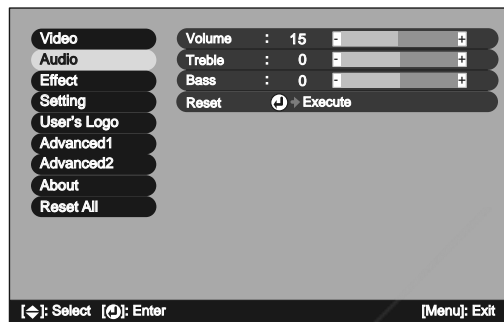 Video
Audio
Effect
Setting
User's Logo
Advanced1
Advanced2
About
Reset All
Volume : 15 - +
Treble : 0 - +
Bass : 0 - +
Reset Execute
[ ]: Select [ ]: Enter [Menu]: Exit